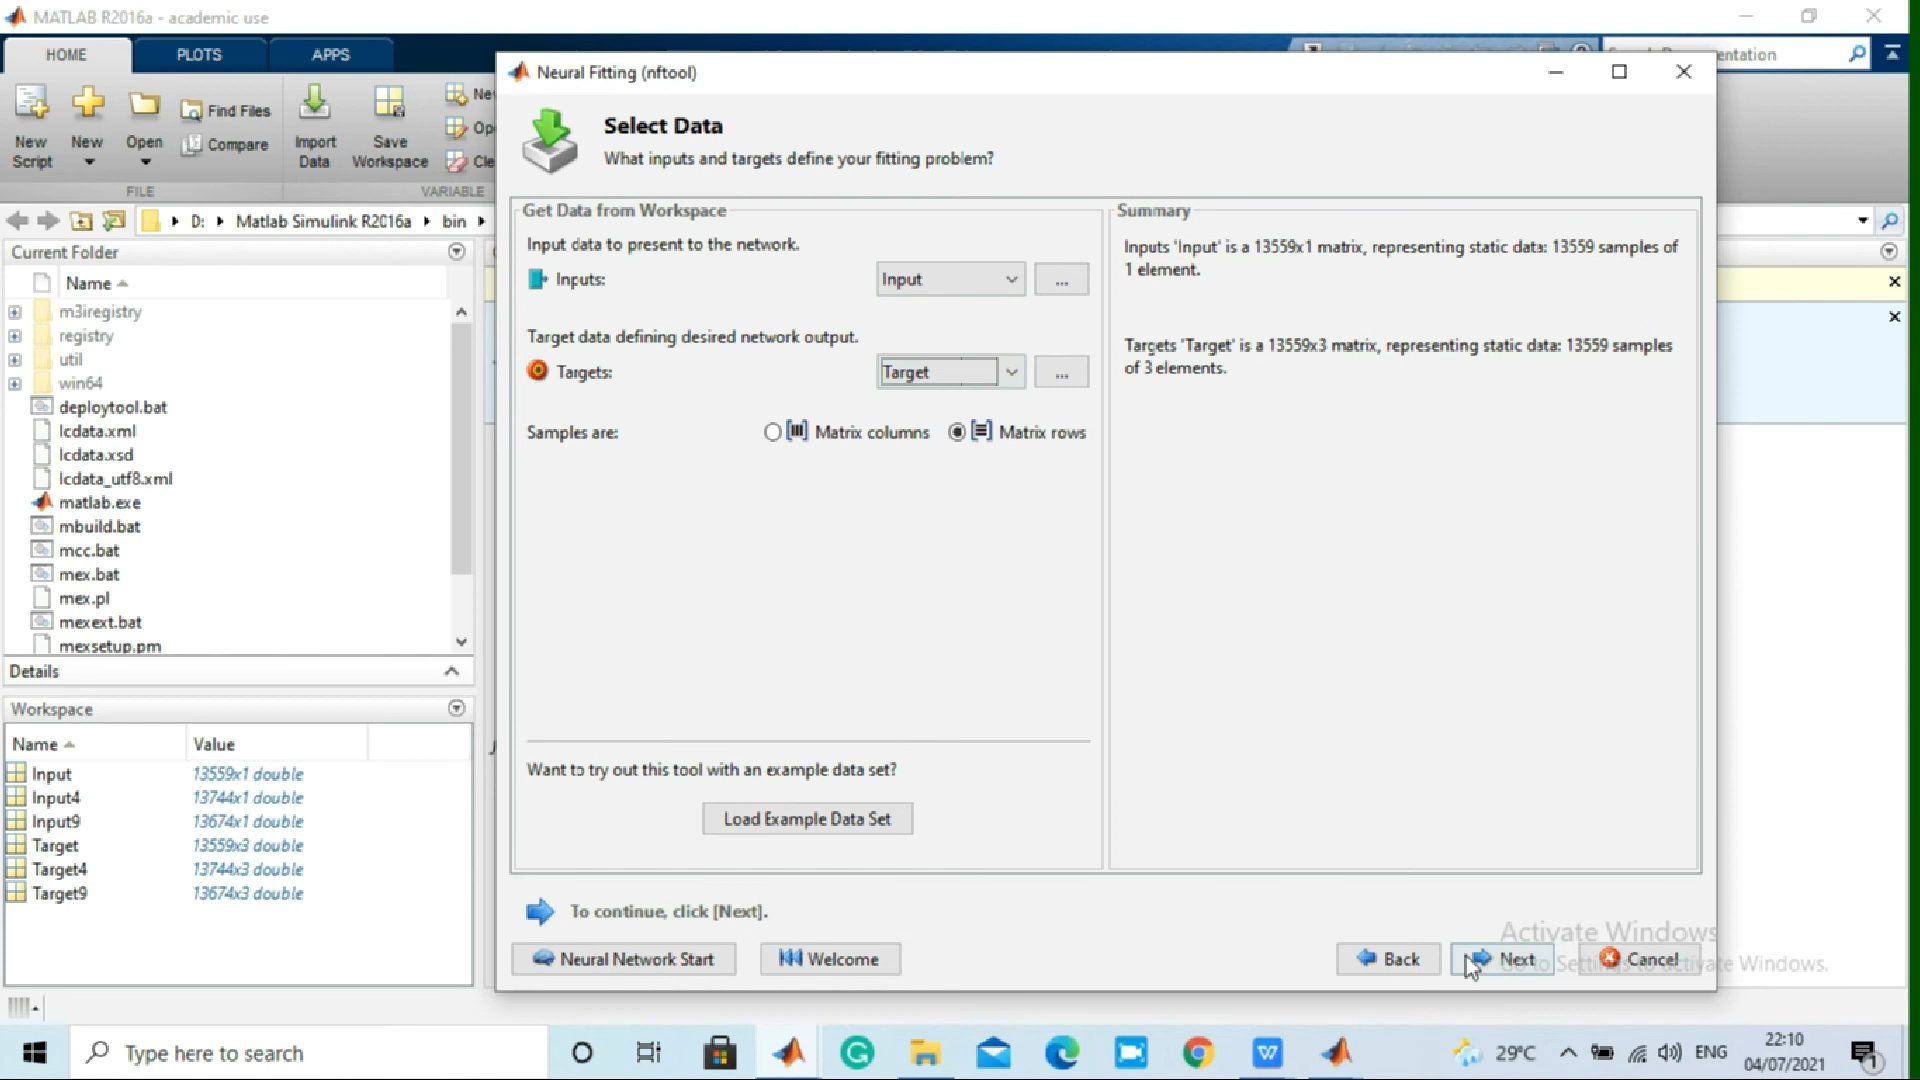 MATLAB R2016a - academic use
HOME
PLOTS
APPS
entation
New
Script
New
Open
Find Files
Compare
Import
Data
Save
Workspace
FILE
VARIABLE
D:
Matlab Simulink R2016a
bin
Current Folder
Name
m3iregistry
registry
util
win64
deploytool.bat
lcdata.xml
lcdata.xsd
lcdata_utf8.xml
matlab.exe
mbuild.bat
mcc.bat
mex.bat
mex.pl
mexext.bat
mexsetup.pm
Details
Workspace
Name
Value
Input
13559x1 double
Input4
13744x1 double
Input9
13674x1 double
Target
13559x3 double
Target4
13744x3 double
Target9
13674x3 double
Neural Fitting (nftool)
Select Data
What inputs and targets define your fitting problem?
Get Data from Workspace
Input data to present to the network.
Inputs:
Input
...
Target data defining desired network output.
Targets:
Target
...
Samples are:
Matrix columns
Matrix rows
Want to try out this tool with an example data set?
Load Example Data Set
Summary
Inputs 'Input' is a 13559x1 matrix, representing static data: 13559 samples of
1 element.
Targets 'Target' is a 13559x3 matrix, representing static data: 13559 samples
of 3 elements.
To continue, click [Next].
Neural Network Start
Welcome
Back
Next
Cancel
Activate Windows
Go to Settings to activate Windows.
Type here to search
29°C
ENG
22:10
04/07/2021
1